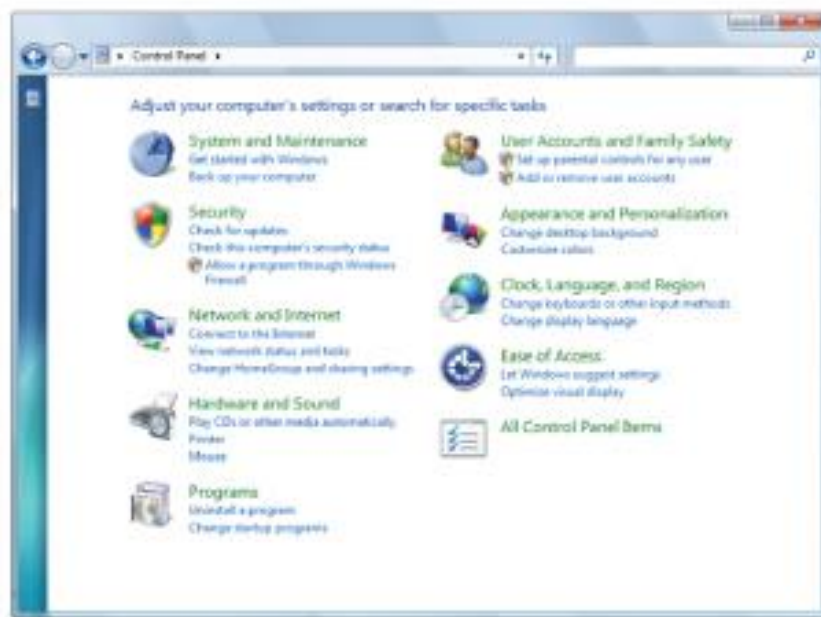 Control Panel
Adjust your computer's settings or search for specific tasks
System and Maintenance
Get started with Windows
Back up your computer
Security
Check for updates
Check this computer's security status
Allow a program through Windows
Firewall
Network and Internet
Connect to the Internet
View network status and tasks
Change HomeGroup and sharing settings
Hardware and Sound
Play CDs or other media automatically
Printer
Mouse
Programs
Uninstall a program
Change startup programs
User Accounts and Family Safety
Set up parental controls for any user
Add or remove user accounts
Appearance and Personalization
Change desktop background
Customize colors
Clock, Language, and Region
Change keyboards or other input methods
Change display language
Ease of Access
Let Windows suggest settings
Optimize visual display
All Control Panel Items